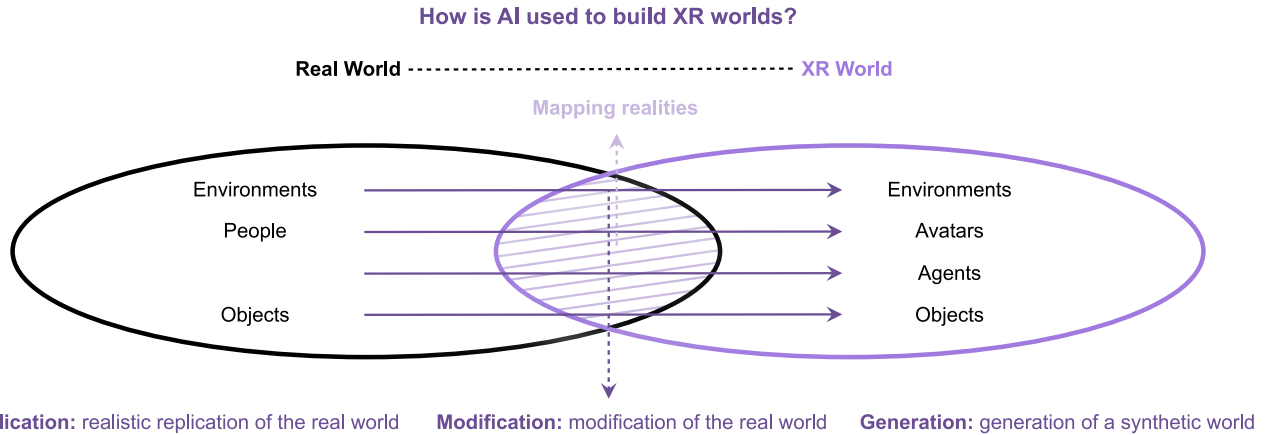 How is AI used to build XR worlds?
Real World XR World
Mapping realities
Environments Environments
People Avatars
Agents
Objects Objects
lication: realistic replication of the real world Modification: modification of the real world Generation: generation of a synthetic world